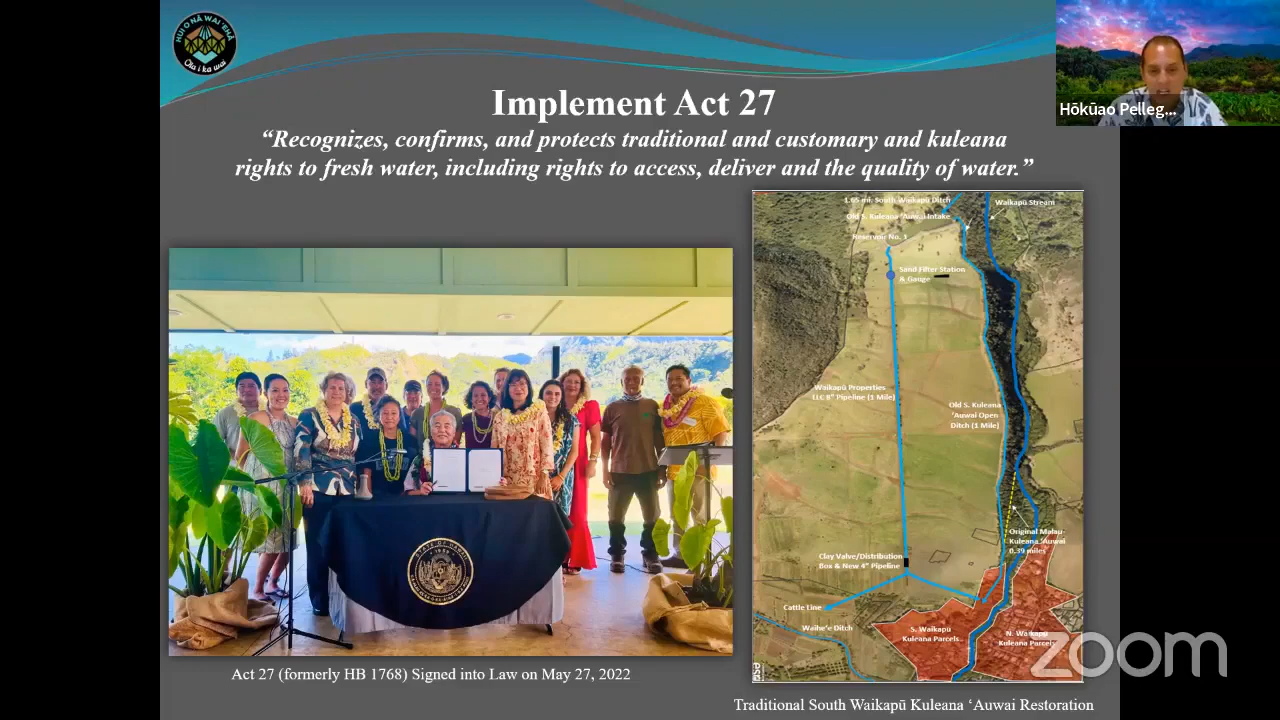 HUI O NĀ WAI ʻEHĀ
Ola i ka wai
Implement Act 27
“Recognizes, confirms, and protects traditional and customary and kuleana
rights to fresh water, including rights to access, deliver and the quality of water.”
Hōkūao Pelleg...
STATE OF HAWAII
1959
Act 27 (formerly HB 1768) Signed into Law on May 27, 2022
1.65 mi. South Waikapū Ditch
Old S. Kuleana ʻAuwai Intake
Waikapū Stream
Reservoir No. 1
Sand Filter Station
& Gauge
Waikapū Properties
LLC 8” Pipeline (1 Mile)
Old S. Kuleana
ʻAuwai Open
Ditch (1 Mile)
Original Malau-
Kuleana ʻAuwai
0.39 miles
Clay Valve/Distribution
Box & New 4” Pipeline
Cattle Line
Waiheʻe Ditch
S. Waikapū
Kuleana Parcels
N. Waikapū
Kuleana Parcels
zoom
Traditional South Waikapū Kuleana ʻAuwai Restoration